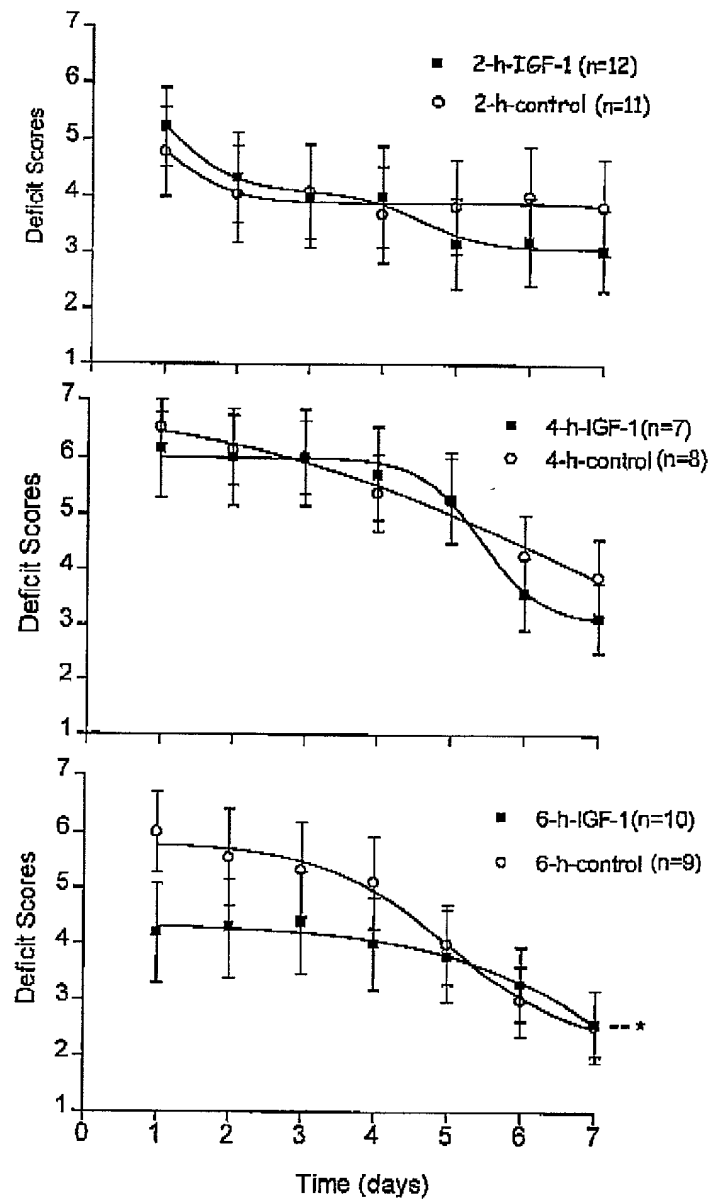 7
6
5
4
3
2
1
Deficit Scores
2-h-IGF-1 (n=12)
2-h-control (n=11)
7
6
5
4
3
2
1
Deficit Scores
4-h-IGF-1(n=7)
4-h-control (n=8)
7
6
5
4
3
2
1
Deficit Scores
6-h-IGF-1(n=10)
6-h-control (n=9)
*
0 1 2 3 4 5 6 7
Time (days)